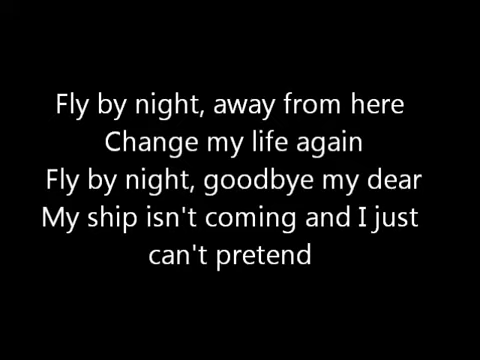 Fly by night, away from here
Change my life again
Fly by night, goodbye my dear
My ship isn't coming and I just
can't pretend